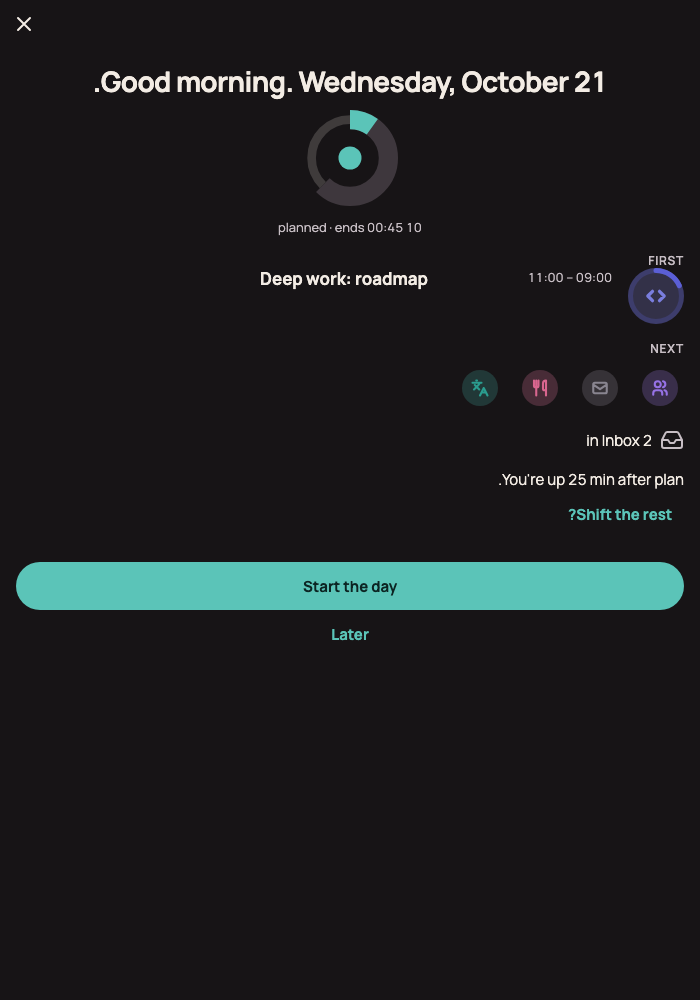 .Good morning. Wednesday, October 21
planned · ends 00:45 10
FIRST
11:00 – 09:00
Deep work: roadmap
NEXT
in Inbox 2
.You're up 25 min after plan
?Shift the rest
Start the day
Later